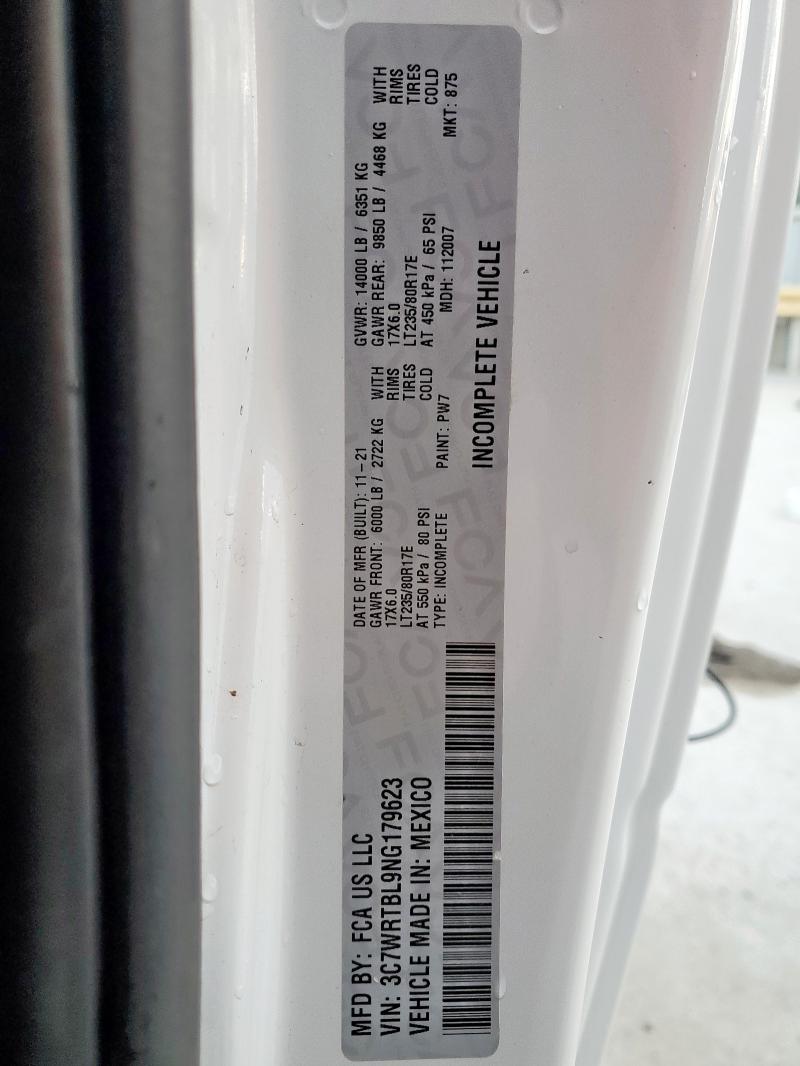 MFD BY: FCA US LLC
VIN: 3C7WRTBL9NG179623
VEHICLE MADE IN: MEXICO
DATE OF MFR (BUILT): 11-21
GAWR FRONT: 6000 LB / 2722 KG WITH
17X6.0 RIMS
LT235/80R17E TIRES
AT 550 kPa / 80 PSI COLD
TYPE: INCOMPLETE PAINT: PW7
GVWR: 14000 LB / 6351 KG
GAWR REAR: 9850 LB / 4468 KG WITH
17X6.0 RIMS
LT235/80R17E TIRES
AT 450 kPa / 65 PSI COLD
MDH: 112007 MKT: 875
INCOMPLETE VEHICLE